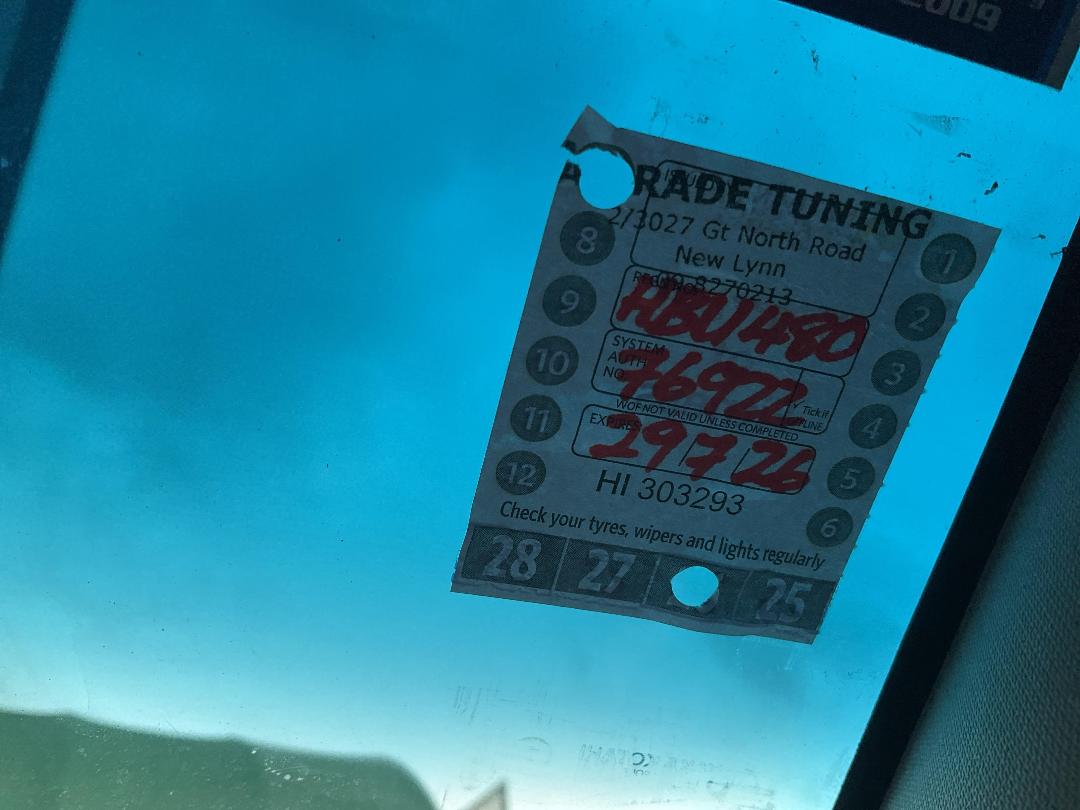 2009
A RADE TUNING
2/3027 Gt North Road
New Lynn
09 8270213
HBU480
SYSTEM
AUTH
NO.
76922
Tick if
WOF NOT VALID UNLESS COMPLETED
EXPIRES
29 7 26
HI 303293
Check your tyres, wipers and lights regularly
8
9
10
11
12
1
2
3
4
5
6
28 27 25